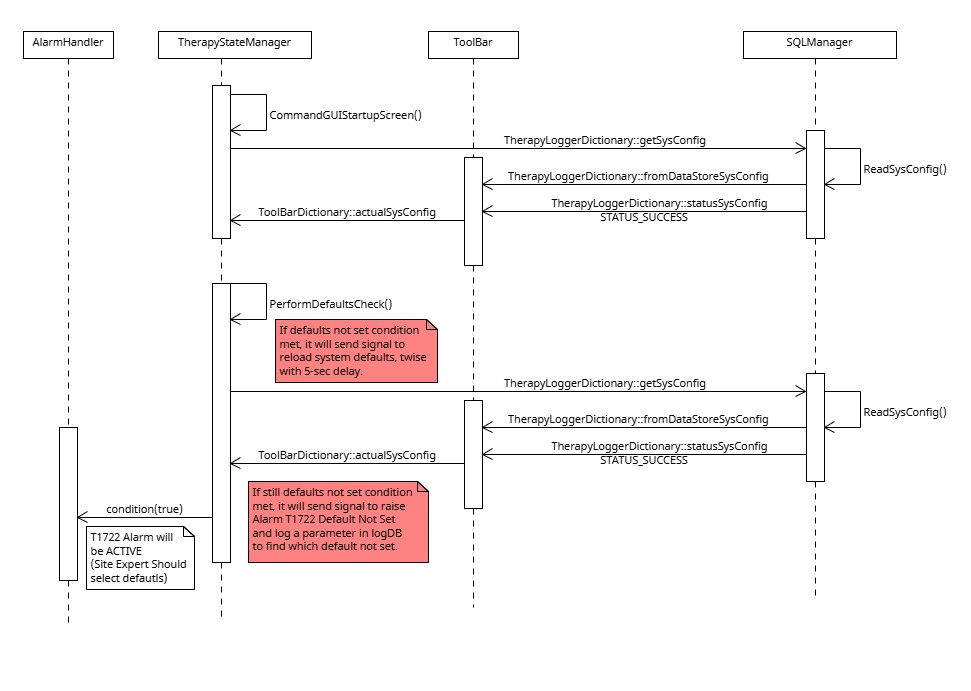 AlarmHandler
TherapyStateManager
ToolBar
SQLManager
CommandGUIStartupScreen()
TherapyLoggerDictionary::getSysConfig
ReadSysConfig()
TherapyLoggerDictionary::fromDataStoreSysConfig
TherapyLoggerDictionary::statusSysConfig
ToolBarDictionary::actualSysConfig
STATUS_SUCCESS
PerformDefaultsCheck()
If defaults not set condition
met, it will send signal to
reload system defaults, twise
with 5-sec delay.
TherapyLoggerDictionary::getSysConfig
ReadSysConfig()
TherapyLoggerDictionary::fromDataStoreSysConfig
TherapyLoggerDictionary::statusSysConfig
ToolBarDictionary::actualSysConfig
STATUS_SUCCESS
If still defaults not set condition
met, it will send signal to raise
Alarm T1722 Default Not Set
and log a parameter in logDB
to find which default not set.
condition(true)
T1722 Alarm will
be ACTIVE
(Site Expert Should
select defautls)